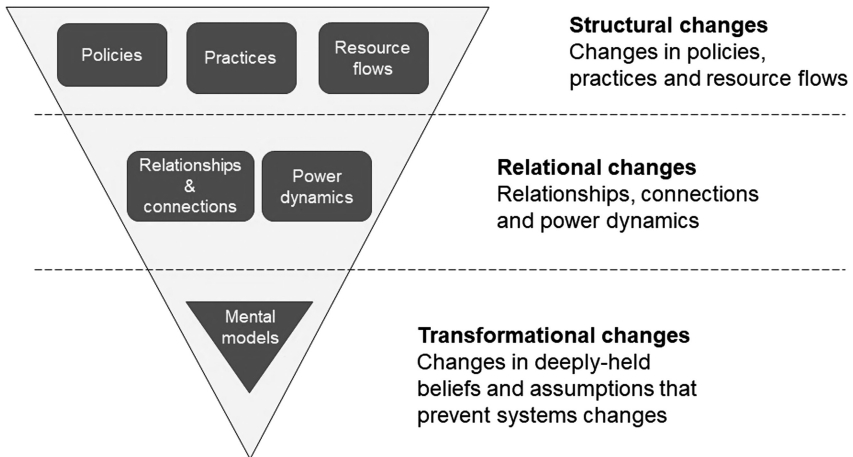 Policies
Practices
Resource
flows
Structural changes
Changes in policies,
practices and resource flows
Relationships
&
connections
Power
dynamics
Relational changes
Relationships, connections
and power dynamics
Mental
models
Transformational changes
Changes in deeply-held
beliefs and assumptions that
prevent systems changes